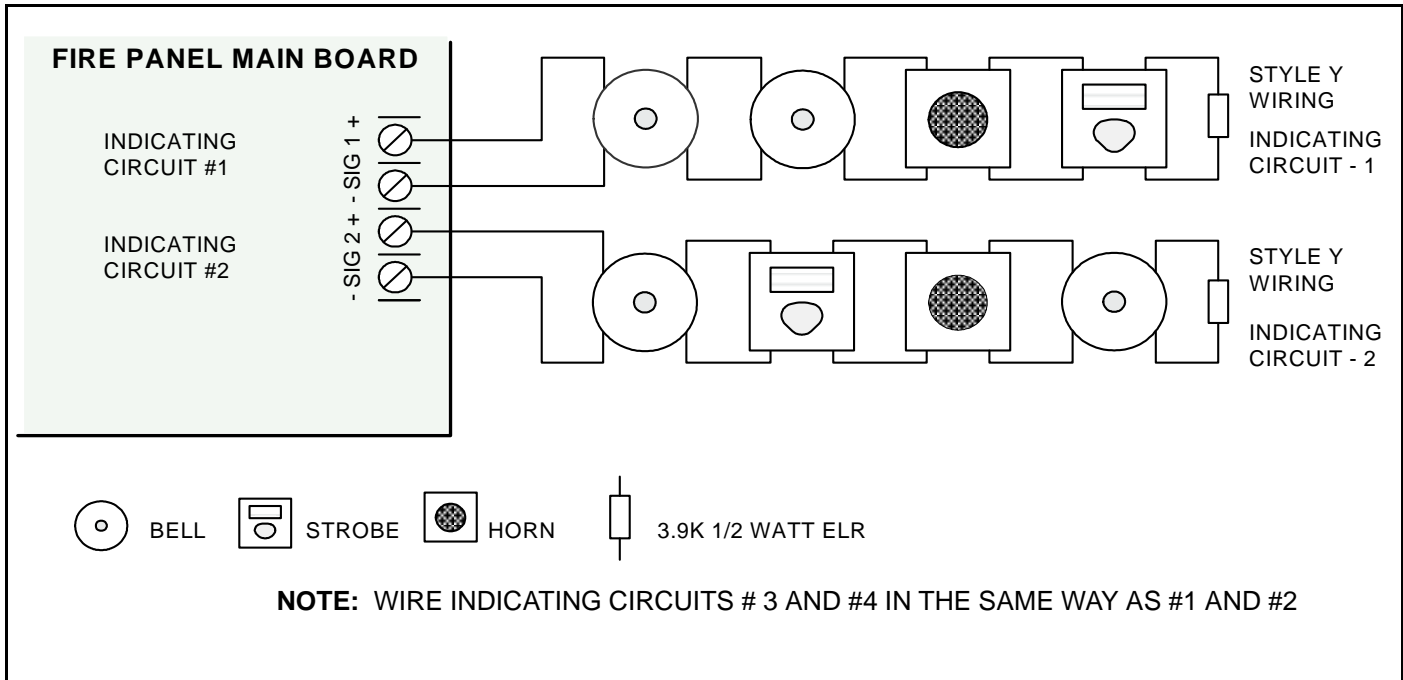 FIRE PANEL MAIN BOARD
INDICATING
CIRCUIT #1
- SIG 1 +
INDICATING
CIRCUIT #2
- SIG 2 +
STYLE Y
WIRING
INDICATING
CIRCUIT - 1
STYLE Y
WIRING
INDICATING
CIRCUIT - 2
BELL
STROBE
HORN
3.9K 1/2 WATT ELR
NOTE: WIRE INDICATING CIRCUITS # 3 AND #4 IN THE SAME WAY AS #1 AND #2